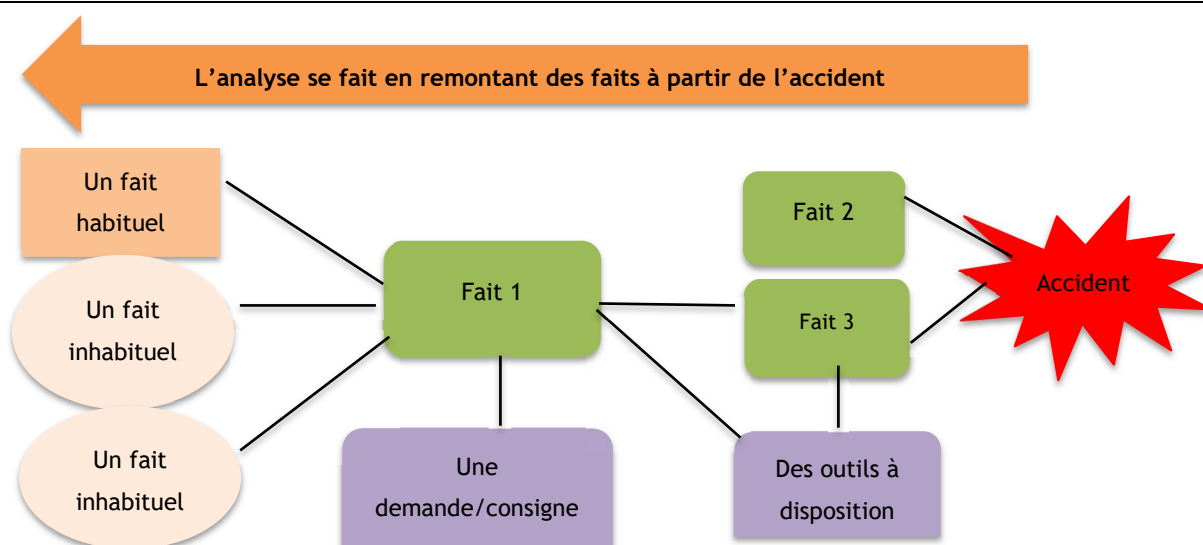 L'analyse se fait en remontant des faits à partir de l'accident
Un fait
habituel
Fait 2
Fait 1
Accident
Un fait
inhabituel
Fait 3
Un fait
inhabituel
Une
demande/consigne
Des outils à
disposition